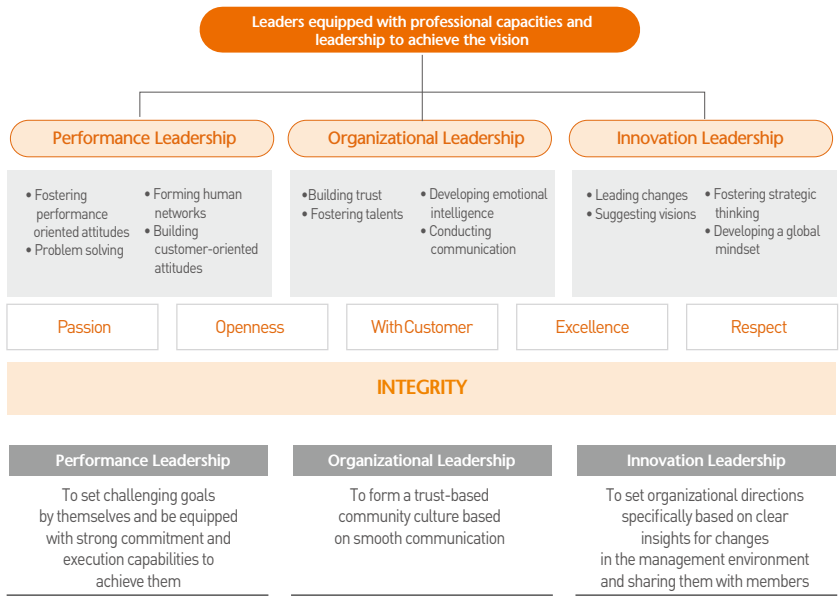 Leaders equipped with professional capacities and
leadership to achieve the vision
Performance Leadership
Organizational Leadership
Innovation Leadership
• Fostering
performance
oriented attitudes
• Problem solving
• Forming human
networks
• Building
customer-oriented
attitudes
•Building trust
• Fostering talents
• Developing emotional
intelligence
• Conducting
communication
• Leading changes
• Suggesting visions
• Fostering strategic
thinking
• Developing a global
mindset
Passion
Openness
With Customer
Excellence
Respect
INTEGRITY
Performance Leadership
To set challenging goals
by themselves and be equipped
with strong commitment and
execution capabilities to
achieve them
Organizational Leadership
To form a trust-based
community culture based
on smooth communication
Innovation Leadership
To set organizational directions
specifically based on clear
insights for changes
in the management environment
and sharing them with members